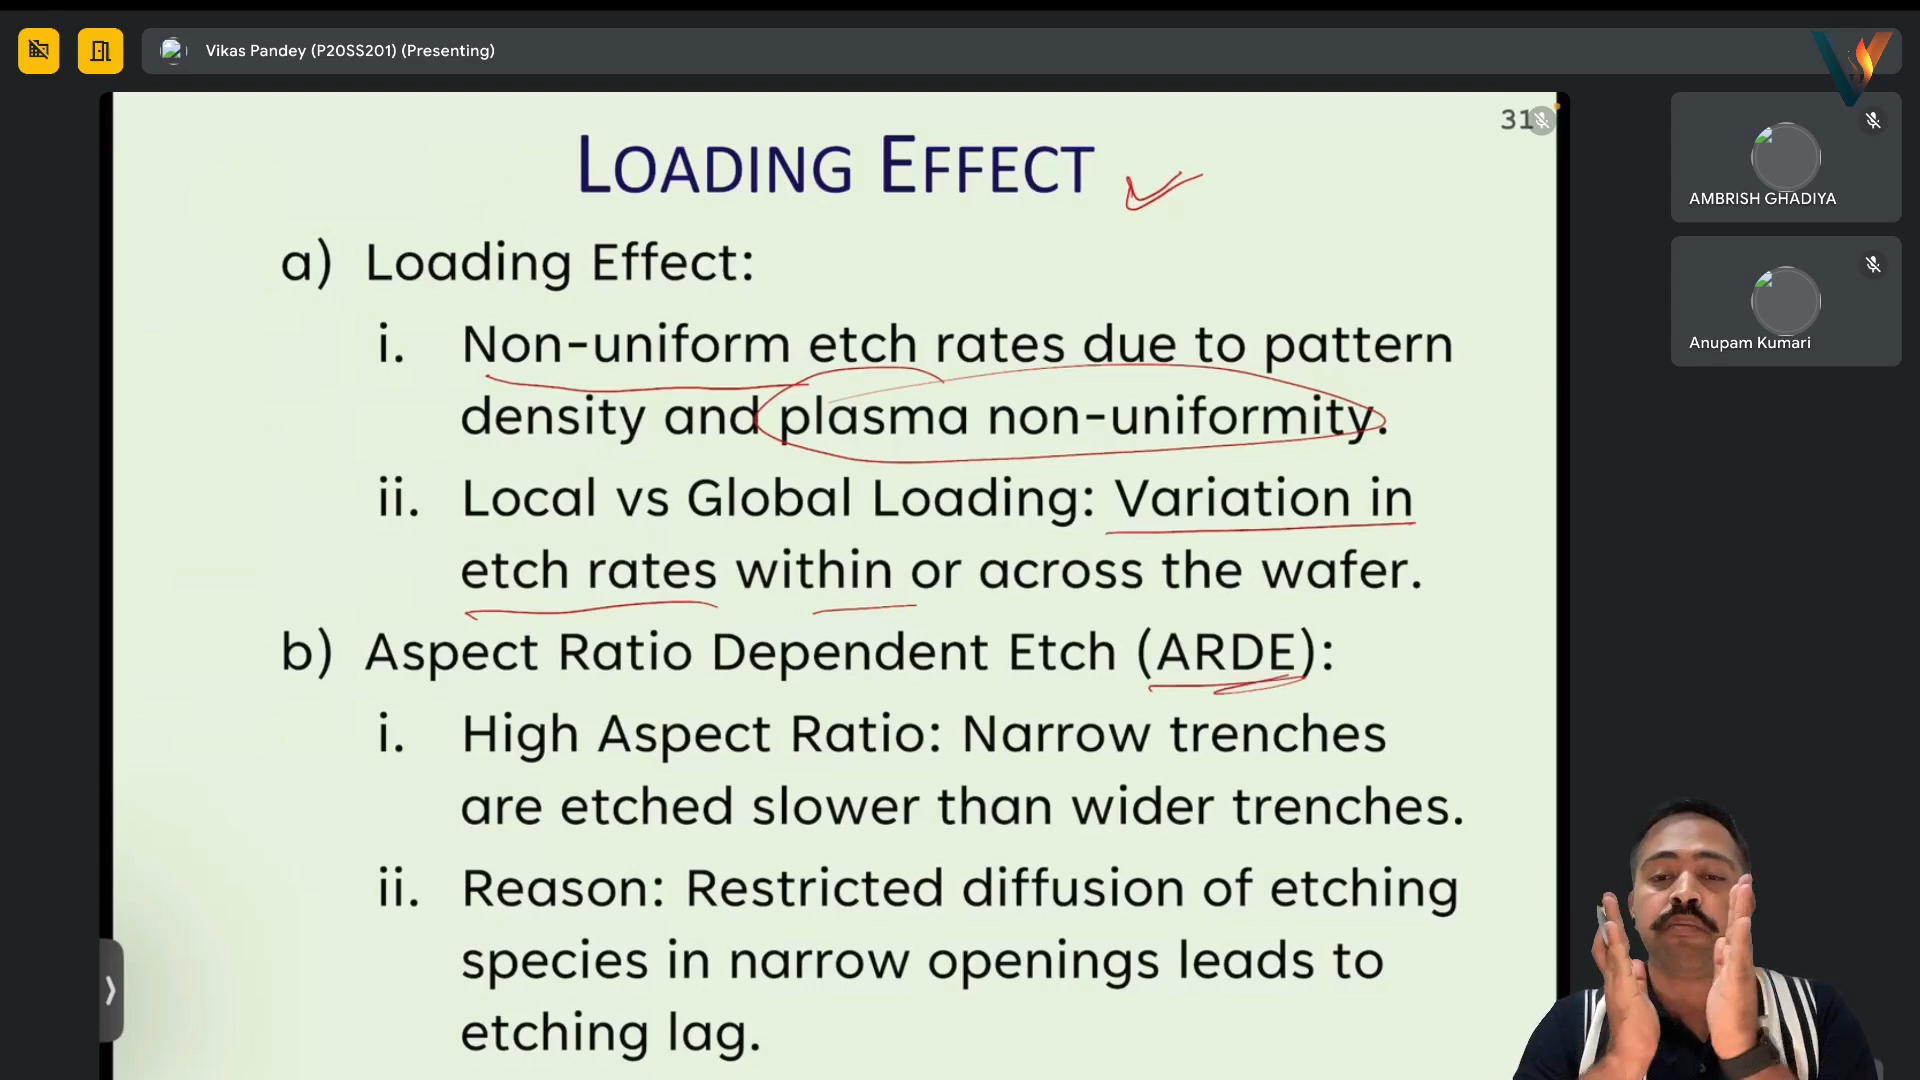 Vikas Pandey (P20SS201) (Presenting)
31
LOADING EFFECT
a) Loading Effect:
i. Non-uniform etch rates due to pattern
density and plasma non-uniformity.
ii. Local vs Global Loading: Variation in
etch rates within or across the wafer.
b) Aspect Ratio Dependent Etch (ARDE):
i. High Aspect Ratio: Narrow trenches
are etched slower than wider trenches.
ii. Reason: Restricted diffusion of etching
species in narrow openings leads to
etching lag.
AMBRISH GHADIYA
Anupam Kumari